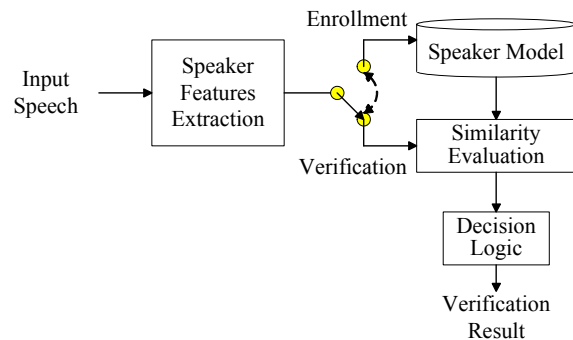 Enrollment
Speaker Model
Input
Speech
Speaker
Features
Extraction
Verification
Similarity
Evaluation
Decision
Logic
Verification
Result